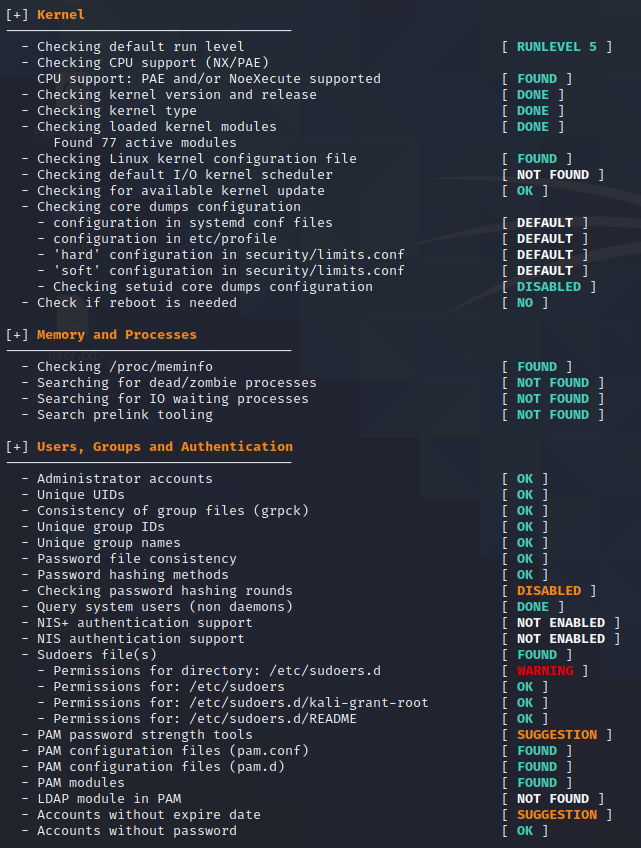 [+] Kernel
------------------------------------
- Checking default run level [ RUNLEVEL 5 ]
- Checking CPU support (NX/PAE)
CPU support: PAE and/or NoeXecute supported [ FOUND ]
- Checking kernel version and release [ DONE ]
- Checking kernel type [ DONE ]
- Checking loaded kernel modules [ DONE ]
Found 77 active modules
- Checking Linux kernel configuration file [ FOUND ]
- Checking default I/O kernel scheduler [ NOT FOUND ]
- Checking for available kernel update [ OK ]
- Checking core dumps configuration
- configuration in systemd conf files [ DEFAULT ]
- configuration in etc/profile [ DEFAULT ]
- 'hard' configuration in security/limits.conf [ DEFAULT ]
- 'soft' configuration in security/limits.conf [ DEFAULT ]
- Checking setuid core dumps configuration [ DISABLED ]
- Check if reboot is needed [ NO ]
[+] Memory and Processes
------------------------------------
- Checking /proc/meminfo [ FOUND ]
- Searching for dead/zombie processes [ NOT FOUND ]
- Searching for IO waiting processes [ NOT FOUND ]
- Search prelink tooling [ NOT FOUND ]
[+] Users, Groups and Authentication
------------------------------------
- Administrator accounts [ OK ]
- Unique UIDs [ OK ]
- Consistency of group files (grpck) [ OK ]
- Unique group IDs [ OK ]
- Unique group names [ OK ]
- Password file consistency [ OK ]
- Password hashing methods [ OK ]
- Checking password hashing rounds [ DISABLED ]
- Query system users (non daemons) [ DONE ]
- NIS+ authentication support [ NOT ENABLED ]
- NIS authentication support [ NOT ENABLED ]
- Sudoers file(s) [ FOUND ]
- Permissions for directory: /etc/sudoers.d [ WARNING ]
- Permissions for: /etc/sudoers [ OK ]
- Permissions for: /etc/sudoers.d/kali-grant-root [ OK ]
- Permissions for: /etc/sudoers.d/README [ OK ]
- PAM password strength tools [ SUGGESTION ]
- PAM configuration files (pam.conf) [ FOUND ]
- PAM configuration files (pam.d) [ FOUND ]
- PAM modules [ FOUND ]
- LDAP module in PAM [ NOT FOUND ]
- Accounts without expire date [ SUGGESTION ]
- Accounts without password [ OK ]